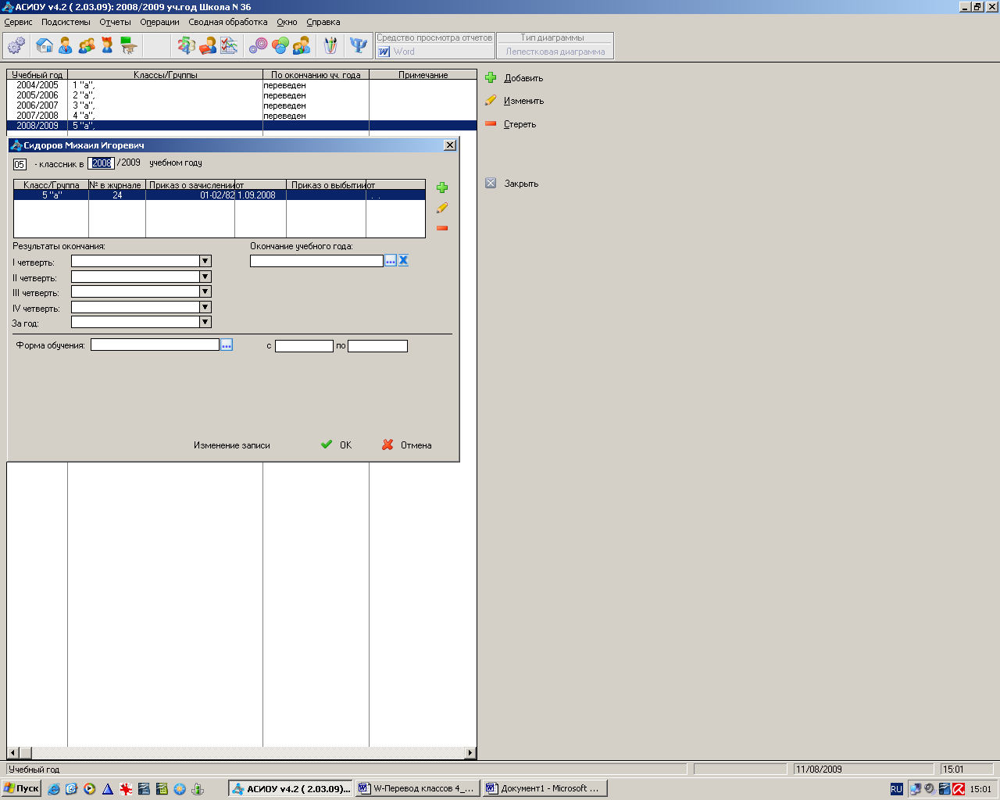 АСИОУ v4.2 ( 2.03.09): 2008/2009 уч.год Школа N 36
Сервис Подсистемы Отчеты Операции Сводная обработка Окно Справка
Средство просмотра отчетов Тип диаграммы
Word Лепестковая диаграмма
Учебный год Классы/Группы По окончанию уч. года Примечание
2004/2005 1 "а", переведен
2005/2006 2 "а", переведен
2006/2007 3 "а", переведен
2007/2008 4 "а", переведен
2008/2009 5 "а",
Добавить
Изменить
Стереть
Закрыть
Сидоров Михаил Игоревич
05 - классник в 2008 /2009 учебном году
Класс/Группа № в журнале Приказ о зачислении от Приказ о выбытии от
5 "а" 24 01-02/82 1.09.2008 . .
Результаты окончания: Окончание учебного года:
I четверть:
II четверть:
III четверть:
IV четверть:
За год:
Форма обучения: с по
Изменение записи OK Отмена
Учебный год 11/08/2009 15:01
Пуск АСИОУ v4.2 ( 2.03.09)... W-Перевод классов 4_... Документ1 - Microsoft ... RU 15:01